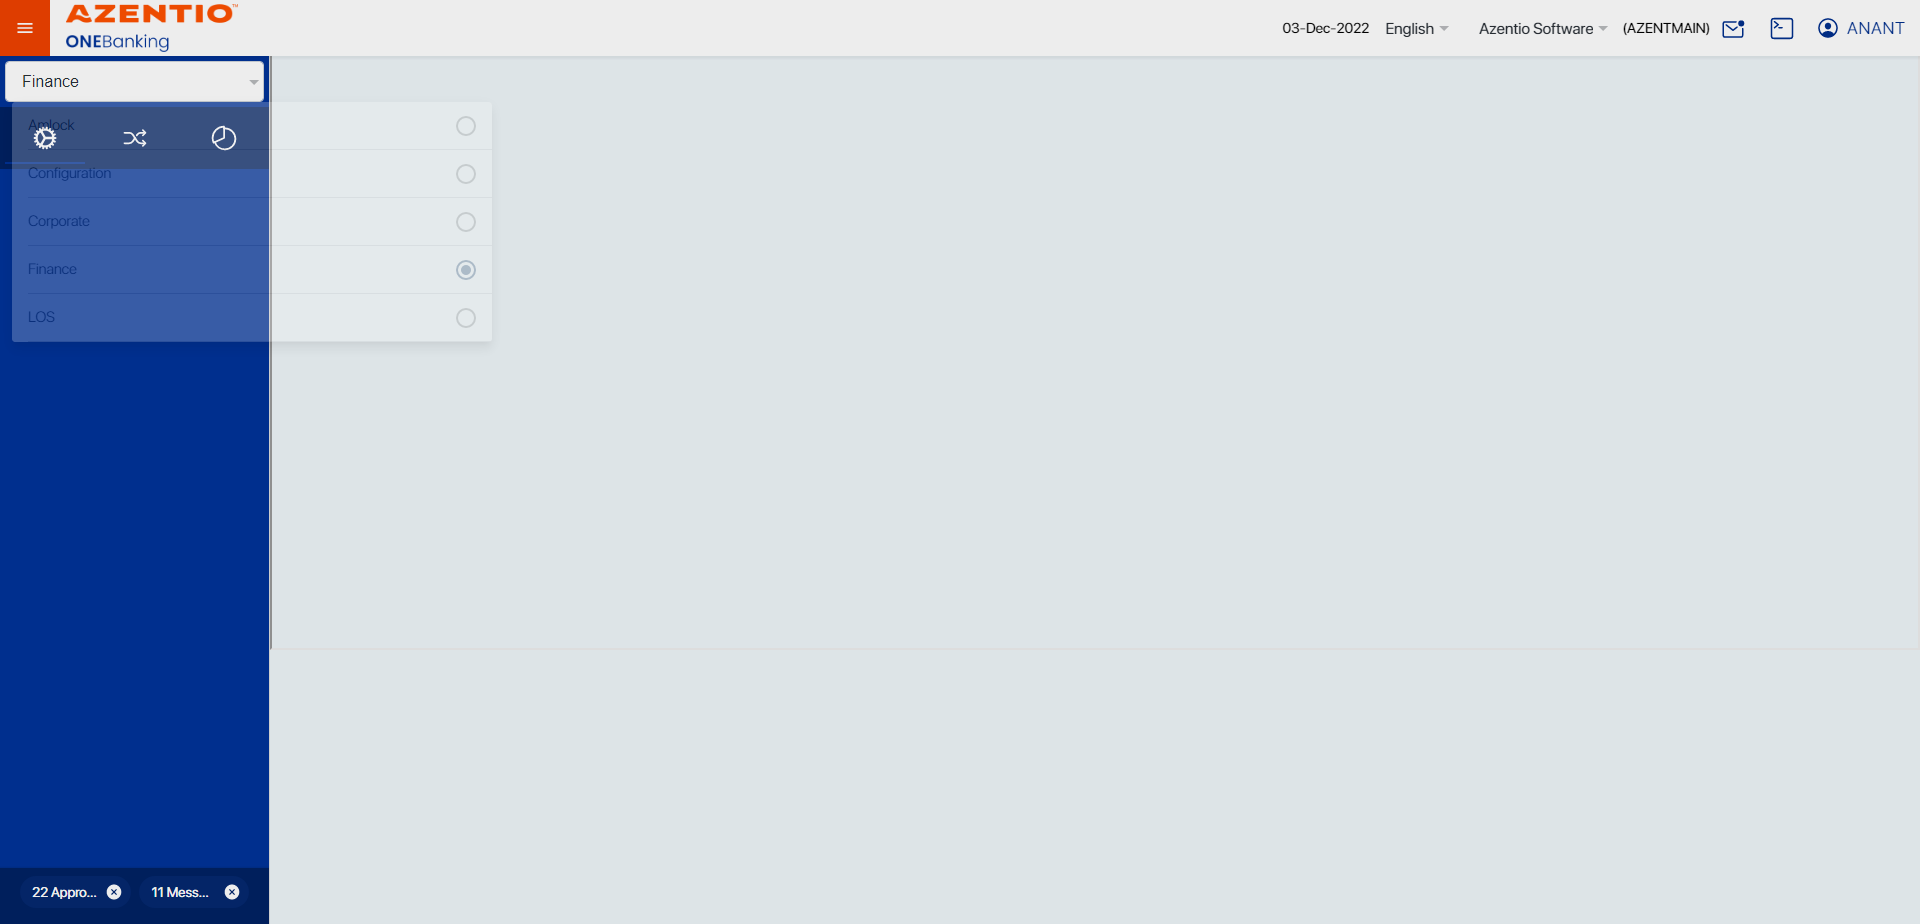 AZENTIO™
ONEBanking
03-Dec-2022 English Azentio Software (AZENTMAIN) ANANT
Finance
Amlock
Configuration
Corporate
Finance
LOS
22 Appro... 11 Mess...